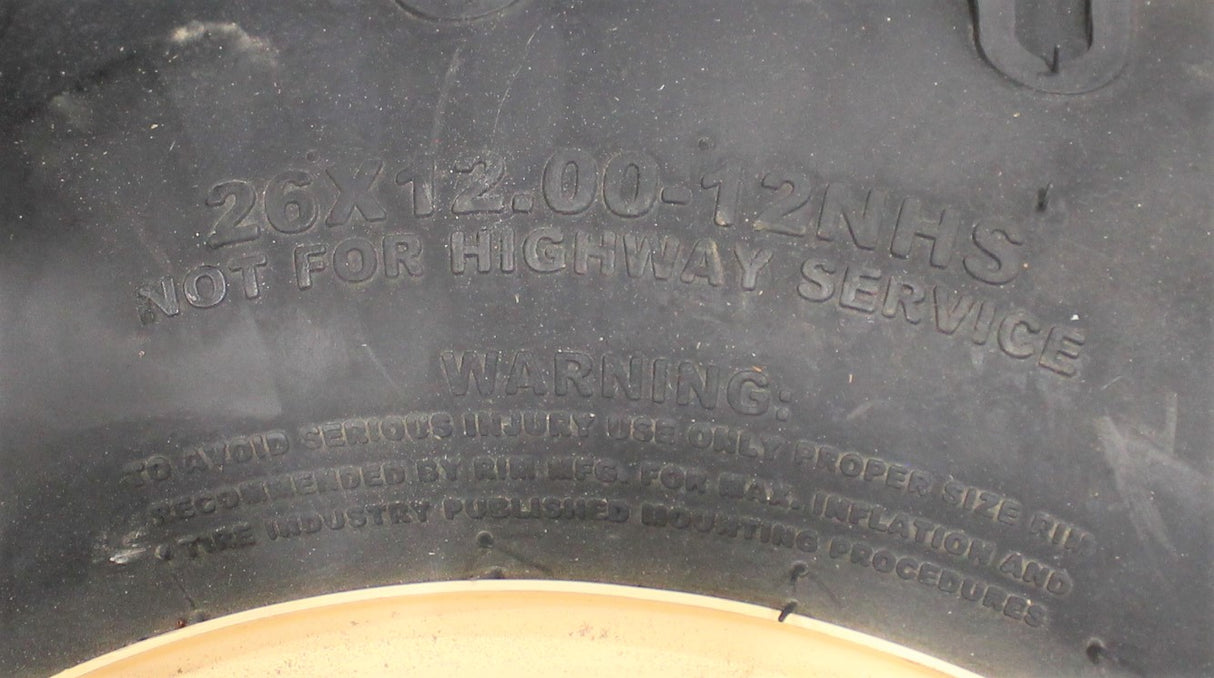 26X12.00-12NHS
NOT FOR HIGHWAY SERVICE
WARNING:
TO AVOID SERIOUS INJURY USE ONLY PROPER SIZE RIM
RECOMMENDED BY RIM MFG. FOR MAX. INFLATION AND
TIRE INDUSTRY PUBLISHED MOUNTING PROCEDURES